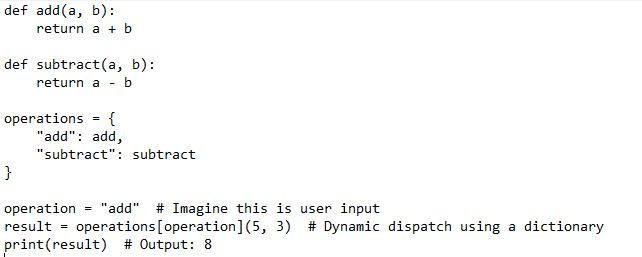 def add(a, b):
    return a + b

def subtract(a, b):
    return a - b

operations = {
    "add": add,
    "subtract": subtract
}

operation = "add"  # Imagine this is user input
result = operations[operation](5, 3)  # Dynamic dispatch using a dictionary
print(result)  # Output: 8